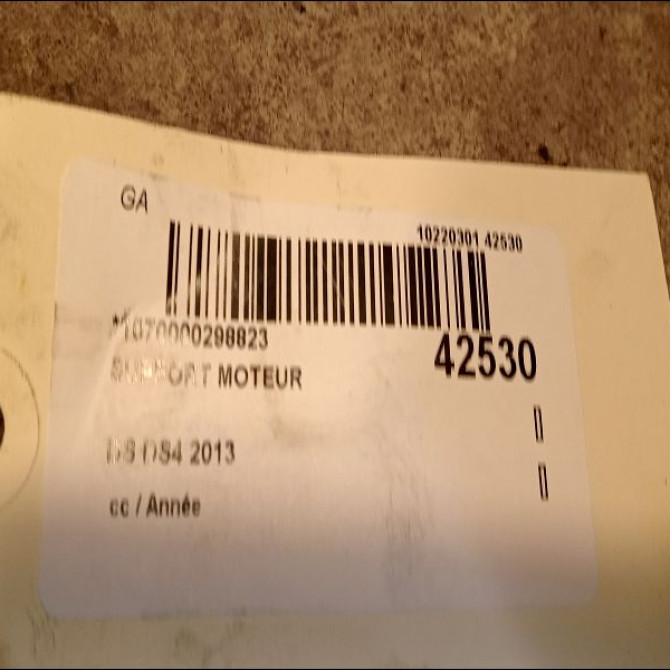 GA
10220301 42530
*1070000298823
42530
SUPPORT MOTEUR
DS DS4 2013
cc / Année